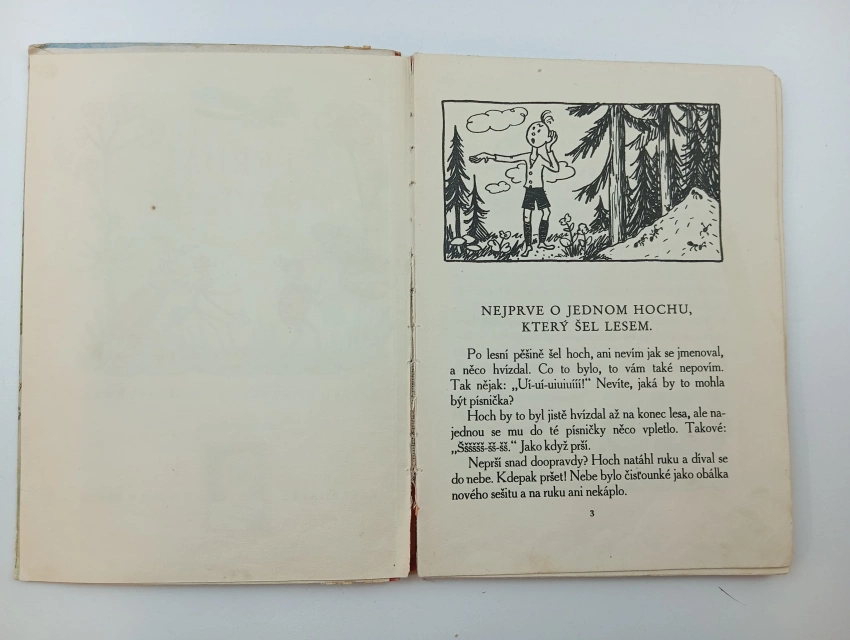 NEJPRVE O JEDNOM HOCHU,
KTERÝ ŠEL LESEM.
Po lesní pěšině šel hoch, ani nevím jak se jmenoval,
a něco hvízdal. Co to bylo, to vám také nepovím.
Tak nějak: „Uí-uí-uiuiuííí!“ Nevíte, jaká by to mohla
být písnička?
Hoch by to byl jistě hvízdal až na konec lesa, ale na-
jednou se mu do té písničky něco vpletlo. Takové:
„Šššššš-šš-šš.“ Jako když prší.
Neprší snad doopravdy? Hoch natáhl ruku a díval se
do nebe. Kdepak pršet! Nebe bylo čisťounké jako obálka
nového sešitu a na ruku ani nekáplo.
3